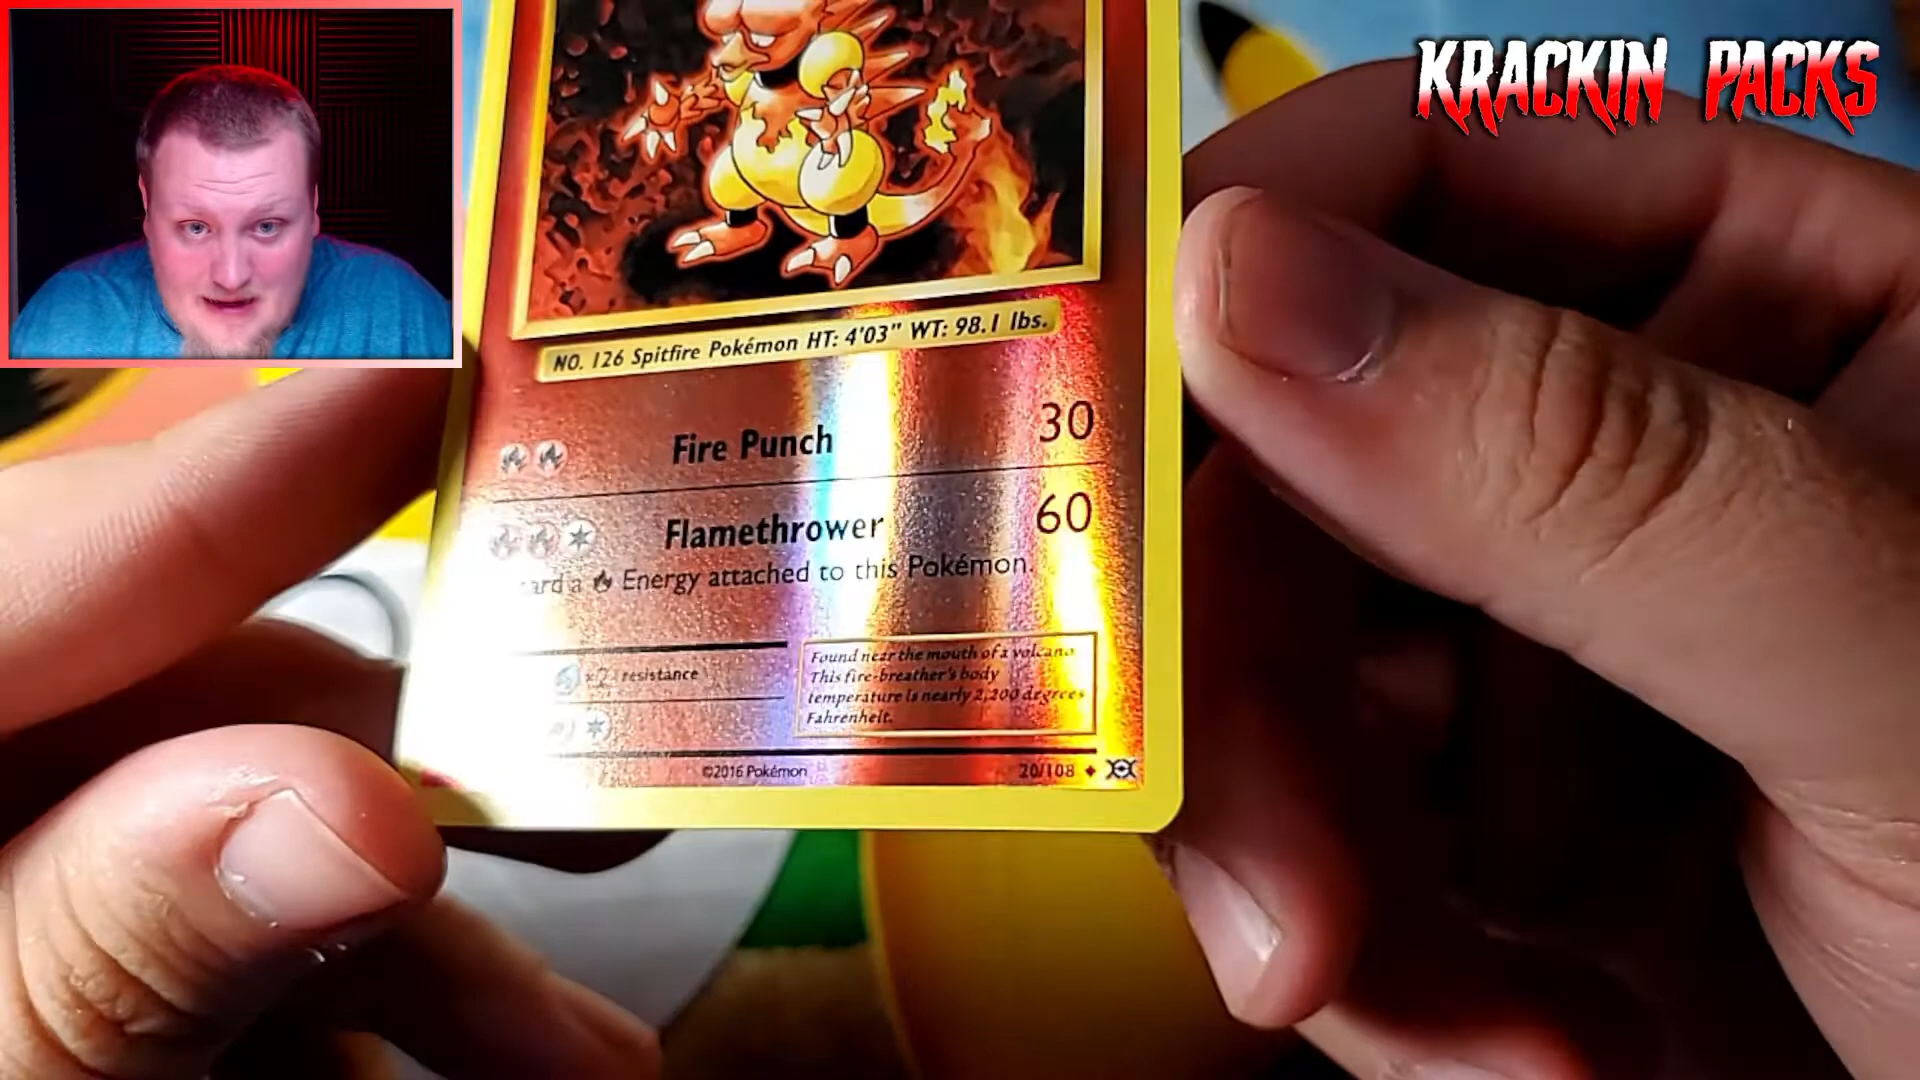 KRACKIN PACKS
NO. 126 Spitfire Pokémon HT: 4'03" WT: 98.1 lbs.
Fire Punch 30
Flamethrower 60
Energy attached to this Pokémon.
×2 resistance
Found near the mouth of a volcano.
This fire-breather's body
temperature is nearly 2,200 degrees
Fahrenheit.
©2016 Pokémon 20/108